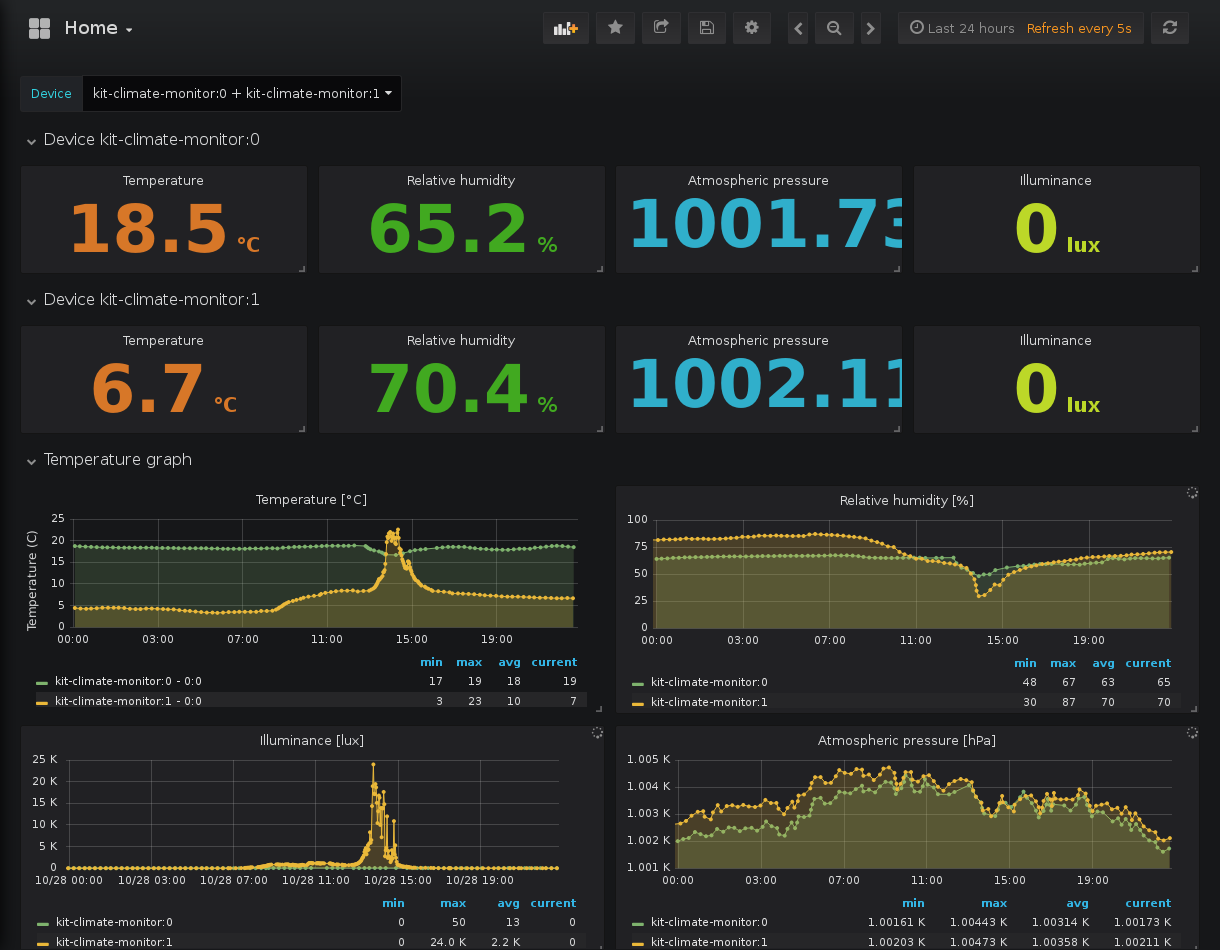 Home
Last 24 hours Refresh every 5s
Device kit-climate-monitor:0 + kit-climate-monitor:1
Device kit-climate-monitor:0
Temperature Relative humidity Atmospheric pressure Illuminance
18.5 °C 65.2 % 1001.73 0 lux
Device kit-climate-monitor:1
Temperature Relative humidity Atmospheric pressure Illuminance
6.7 °C 70.4 % 1002.11 0 lux
Temperature graph
Temperature [°C]
Temperature (C)
25
20
15
10
5
0
00:00 03:00 07:00 11:00 15:00 19:00
min max avg current
kit-climate-monitor:0 - 0:0 17 19 18 19
kit-climate-monitor:1 - 0:0 3 23 10 7
Relative humidity [%]
100
75
50
25
0
00:00 03:00 07:00 11:00 15:00 19:00
min max avg current
kit-climate-monitor:0 48 67 63 65
kit-climate-monitor:1 30 87 70 70
Illuminance [lux]
25 K
20 K
15 K
10 K
5 K
0
10/28 00:00 10/28 03:00 10/28 07:00 10/28 11:00 10/28 15:00 10/28 19:00
min max avg current
kit-climate-monitor:0 0 50 13 0
kit-climate-monitor:1 0 24.0 K 2.2 K 0
Atmospheric pressure [hPa]
1.005 K
1.004 K
1.003 K
1.002 K
1.001 K
00:00 03:00 07:00 11:00 15:00 19:00
min max avg current
kit-climate-monitor:0 1.00161 K 1.00443 K 1.00314 K 1.00173 K
kit-climate-monitor:1 1.00203 K 1.00473 K 1.00358 K 1.00211 K